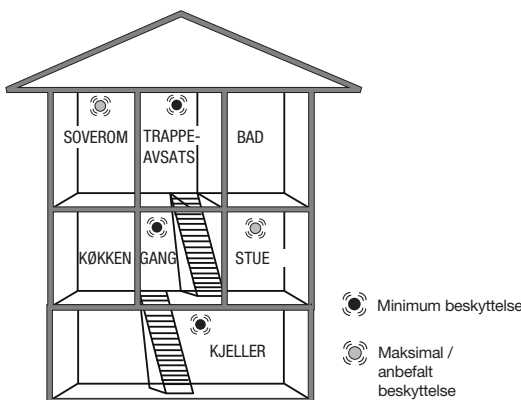 SOVEROM
TRAPPE-
AVSATS
BAD
KØKKEN
GANG
STUE
KJELLER
Minimum beskyttelse
Maksimal /
anbefalt
beskyttelse